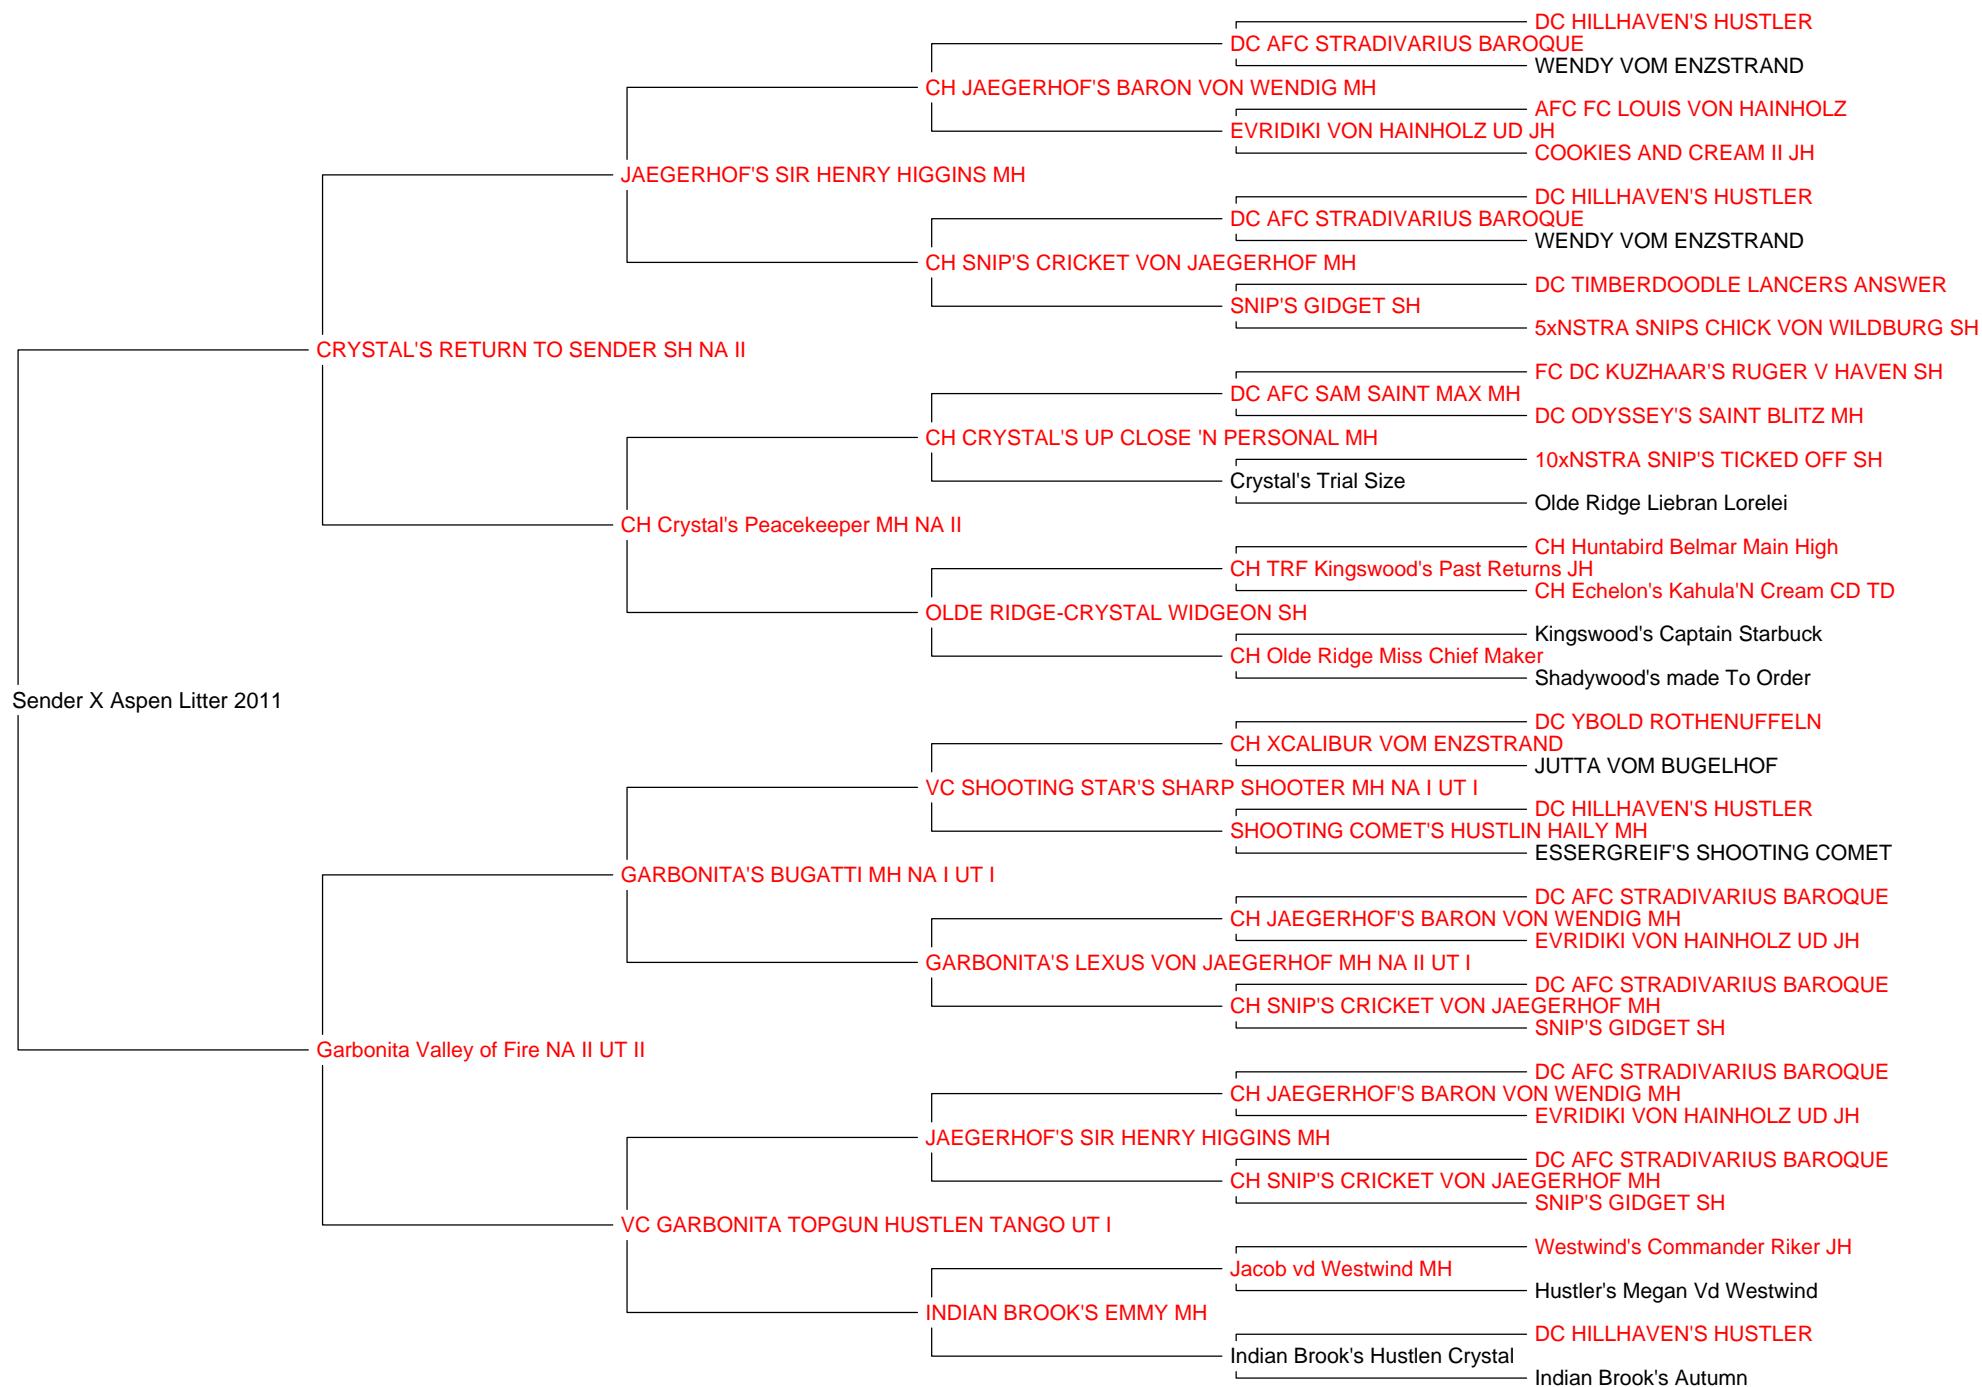 DC HILLHAVEN'S HUSTLER
DC AFC STRADIVARIUS BAROQUE
WENDY VOM ENZSTRAND
CH JAEGERHOF'S BARON VON WENDIG MH
AFC FC LOUIS VON HAINHOLZ
EVRIDIKI VON HAINHOLZ UD JH
COOKIES AND CREAM II JH
JAEGERHOF'S SIR HENRY HIGGINS MH
DC HILLHAVEN'S HUSTLER
DC AFC STRADIVARIUS BAROQUE
WENDY VOM ENZSTRAND
CH SNIP'S CRICKET VON JAEGERHOF MH
DC TIMBERDOODLE LANCERS ANSWER
SNIP'S GIDGET SH
5xNSTRA SNIPS CHICK VON WILDBURG SH
CRYSTAL'S RETURN TO SENDER SH NA II
FC DC KUZHAAR'S RUGER V HAVEN SH
DC AFC SAM SAINT MAX MH
DC ODYSSEY'S SAINT BLITZ MH
CH CRYSTAL'S UP CLOSE 'N PERSONAL MH
10xNSTRA SNIP'S TICKED OFF SH
Crystal's Trial Size
Olde Ridge Liebran Lorelei
CH Crystal's Peacekeeper MH NA II
CH Huntabird Belmar Main High
CH TRF Kingswood's Past Returns JH
CH Echelon's Kahula'N Cream CD TD
OLDE RIDGE-CRYSTAL WIDGEON SH
Kingswood's Captain Starbuck
CH Olde Ridge Miss Chief Maker
Shadywood's made To Order
Sender X Aspen Litter 2011
DC YBOLD ROTHENUFFELN
CH XCALIBUR VOM ENZSTRAND
JUTTA VOM BUGELHOF
VC SHOOTING STAR'S SHARP SHOOTER MH NA I UT I
DC HILLHAVEN'S HUSTLER
SHOOTING COMET'S HUSTLIN HAILY MH
ESSERGREIF'S SHOOTING COMET
GARBONITA'S BUGATTI MH NA I UT I
DC AFC STRADIVARIUS BAROQUE
CH JAEGERHOF'S BARON VON WENDIG MH
EVRIDIKI VON HAINHOLZ UD JH
GARBONITA'S LEXUS VON JAEGERHOF MH NA II UT I
DC AFC STRADIVARIUS BAROQUE
CH SNIP'S CRICKET VON JAEGERHOF MH
SNIP'S GIDGET SH
Garbonita Valley of Fire NA II UT II
DC AFC STRADIVARIUS BAROQUE
CH JAEGERHOF'S BARON VON WENDIG MH
EVRIDIKI VON HAINHOLZ UD JH
JAEGERHOF'S SIR HENRY HIGGINS MH
DC AFC STRADIVARIUS BAROQUE
CH SNIP'S CRICKET VON JAEGERHOF MH
SNIP'S GIDGET SH
VC GARBONITA TOPGUN HUSTLEN TANGO UT I
Westwind's Commander Riker JH
Jacob vd Westwind MH
Hustler's Megan Vd Westwind
INDIAN BROOK'S EMMY MH
DC HILLHAVEN'S HUSTLER
Indian Brook's Hustlen Crystal
Indian Brook's Autumn